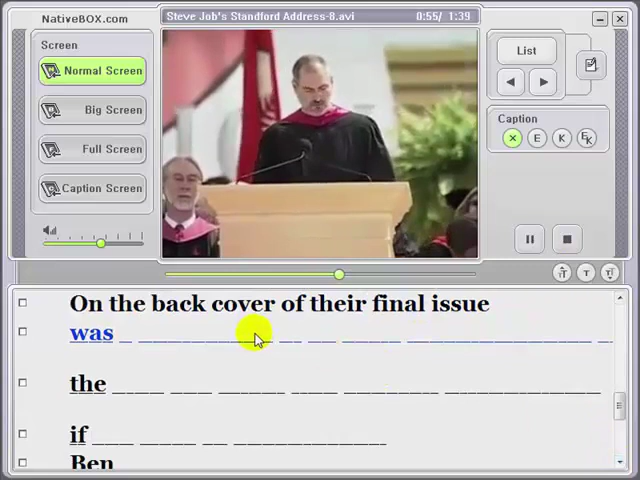 NativeBOX.com
Steve Job's Standford Address-8.avi
0:55/ 1:39
Screen
Normal Screen
Big Screen
Full Screen
Caption Screen
List
Caption
E K EK
T T T
On the back cover of their final issue
was
the
if
Ben